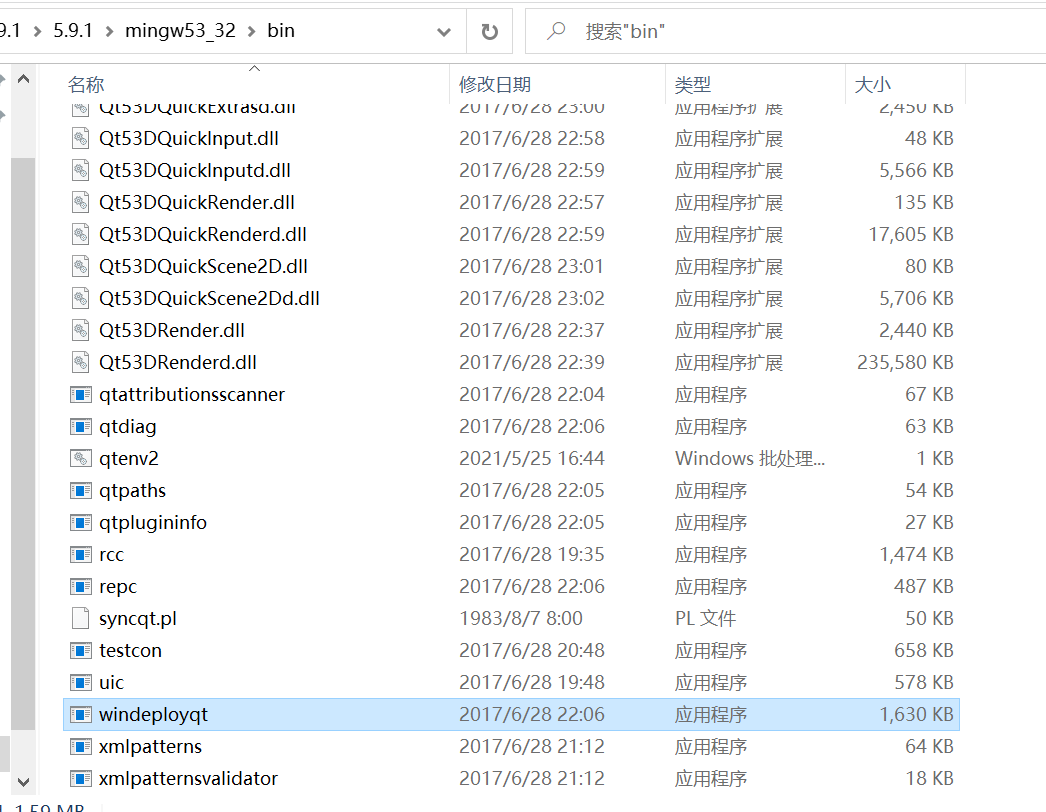 9.1 > 5.9.1 > mingw53_32 > bin
搜索"bin"
名称 修改日期 类型 大小
Qt53DQuickExtrasd.dll 2017/6/28 23:00 应用程序扩展 2,450 KB
Qt53DQuickInput.dll 2017/6/28 22:58 应用程序扩展 48 KB
Qt53DQuickInputd.dll 2017/6/28 22:59 应用程序扩展 5,566 KB
Qt53DQuickRender.dll 2017/6/28 22:57 应用程序扩展 135 KB
Qt53DQuickRenderd.dll 2017/6/28 22:59 应用程序扩展 17,605 KB
Qt53DQuickScene2D.dll 2017/6/28 23:01 应用程序扩展 80 KB
Qt53DQuickScene2Dd.dll 2017/6/28 23:02 应用程序扩展 5,706 KB
Qt53DRender.dll 2017/6/28 22:37 应用程序扩展 2,440 KB
Qt53DRenderd.dll 2017/6/28 22:39 应用程序扩展 235,580 KB
qtattributionsscanner 2017/6/28 22:04 应用程序 67 KB
qtdiag 2017/6/28 22:06 应用程序 63 KB
qtenv2 2021/5/25 16:44 Windows 批处理... 1 KB
qtpaths 2017/6/28 22:05 应用程序 54 KB
qtplugininfo 2017/6/28 22:05 应用程序 27 KB
rcc 2017/6/28 19:35 应用程序 1,474 KB
repc 2017/6/28 22:06 应用程序 487 KB
syncqt.pl 1983/8/7 8:00 PL 文件 50 KB
testcon 2017/6/28 20:48 应用程序 658 KB
uic 2017/6/28 19:48 应用程序 578 KB
windeployqt 2017/6/28 22:06 应用程序 1,630 KB
xmlpatterns 2017/6/28 21:12 应用程序 64 KB
xmlpatternsvalidator 2017/6/28 21:12 应用程序 18 KB
1.59 MB